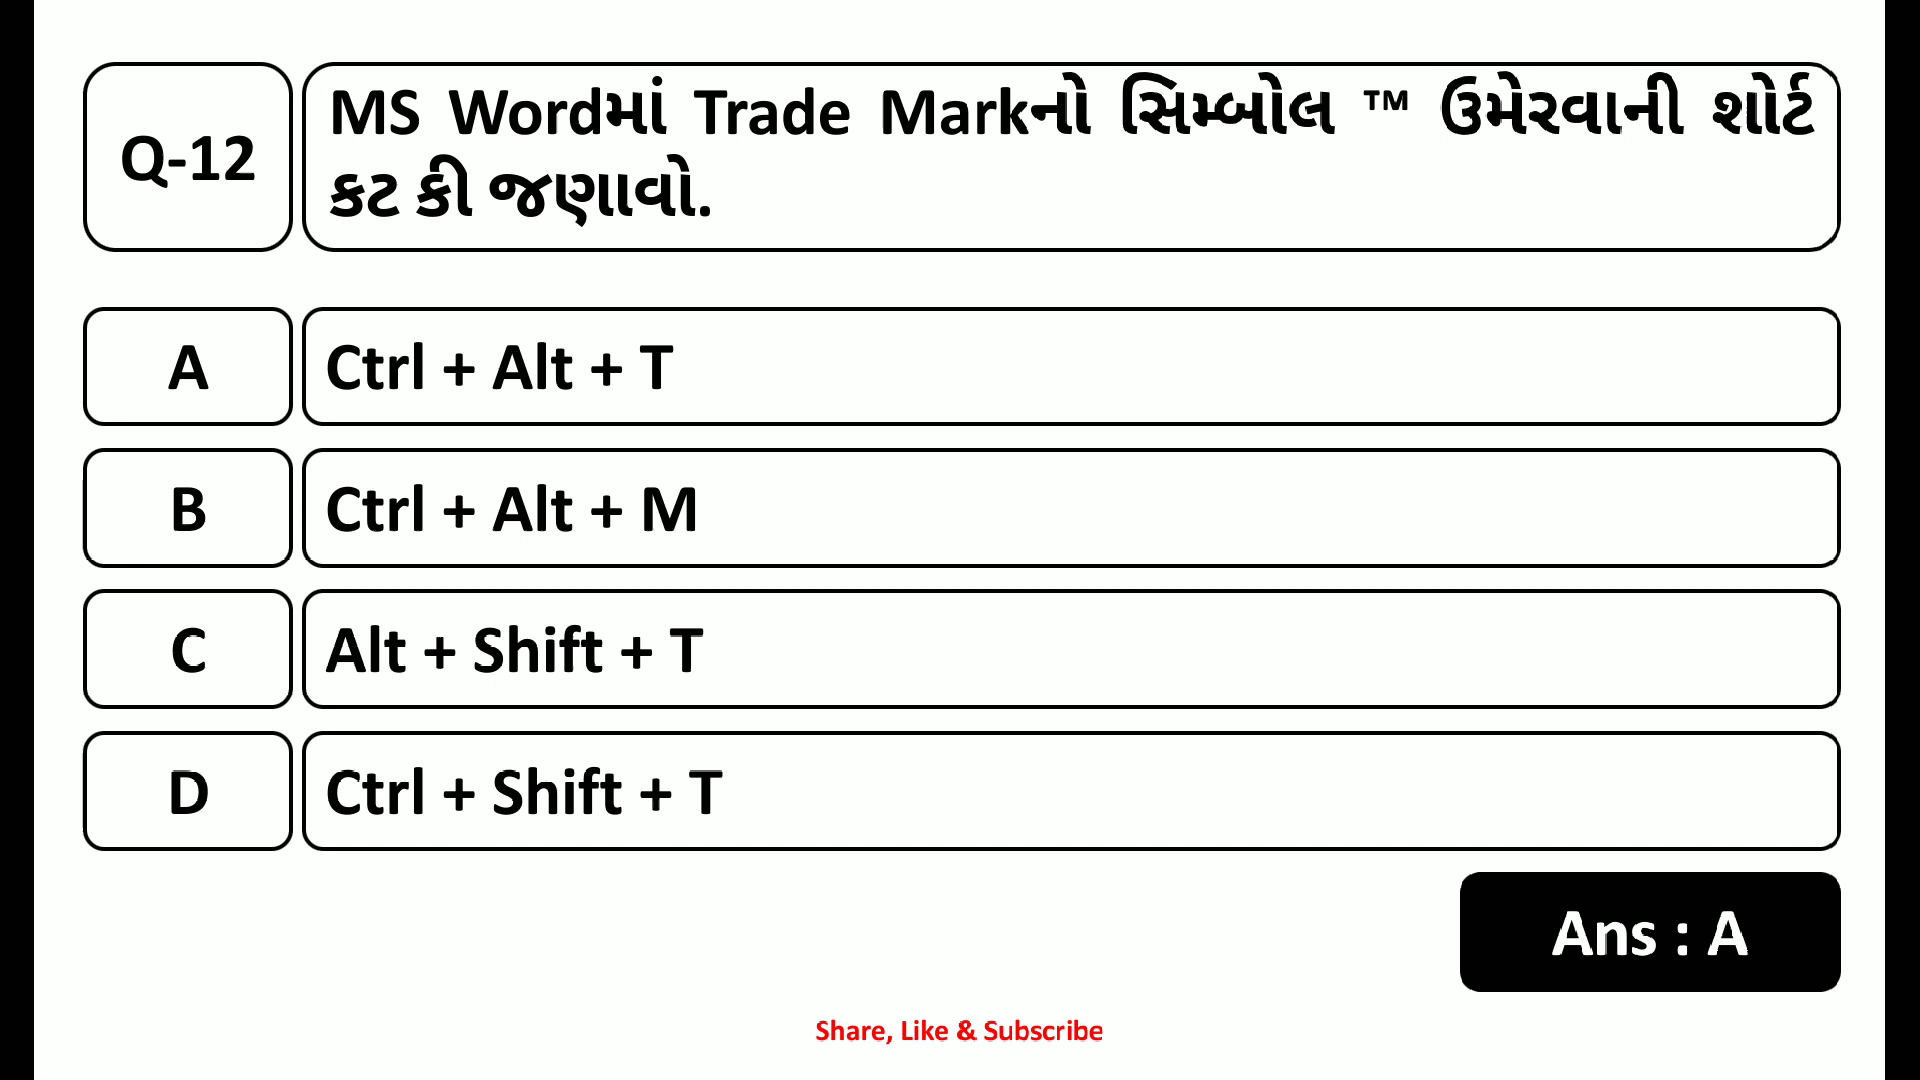 Q-12
MS Wordમાં Trade Markનો સિમ્બોલ ™ ઉમેરવાની શોર્ટ
કટ કી જણાવો.
A
Ctrl + Alt + T
B
Ctrl + Alt + M
C
Alt + Shift + T
D
Ctrl + Shift + T
Ans : A
Share, Like & Subscribe